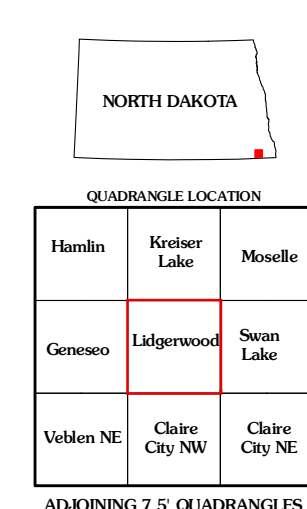 NORTH DAKOTA
QUADRANGLE LOCATION
Hamlin
Kreiser
Lake
Moselle
Geneseo
Lidgerwood
Swan
Lake
Veblen NE
Claire
City NW
Claire
City NE
ADJOINING 7.5' QUADRANGLES